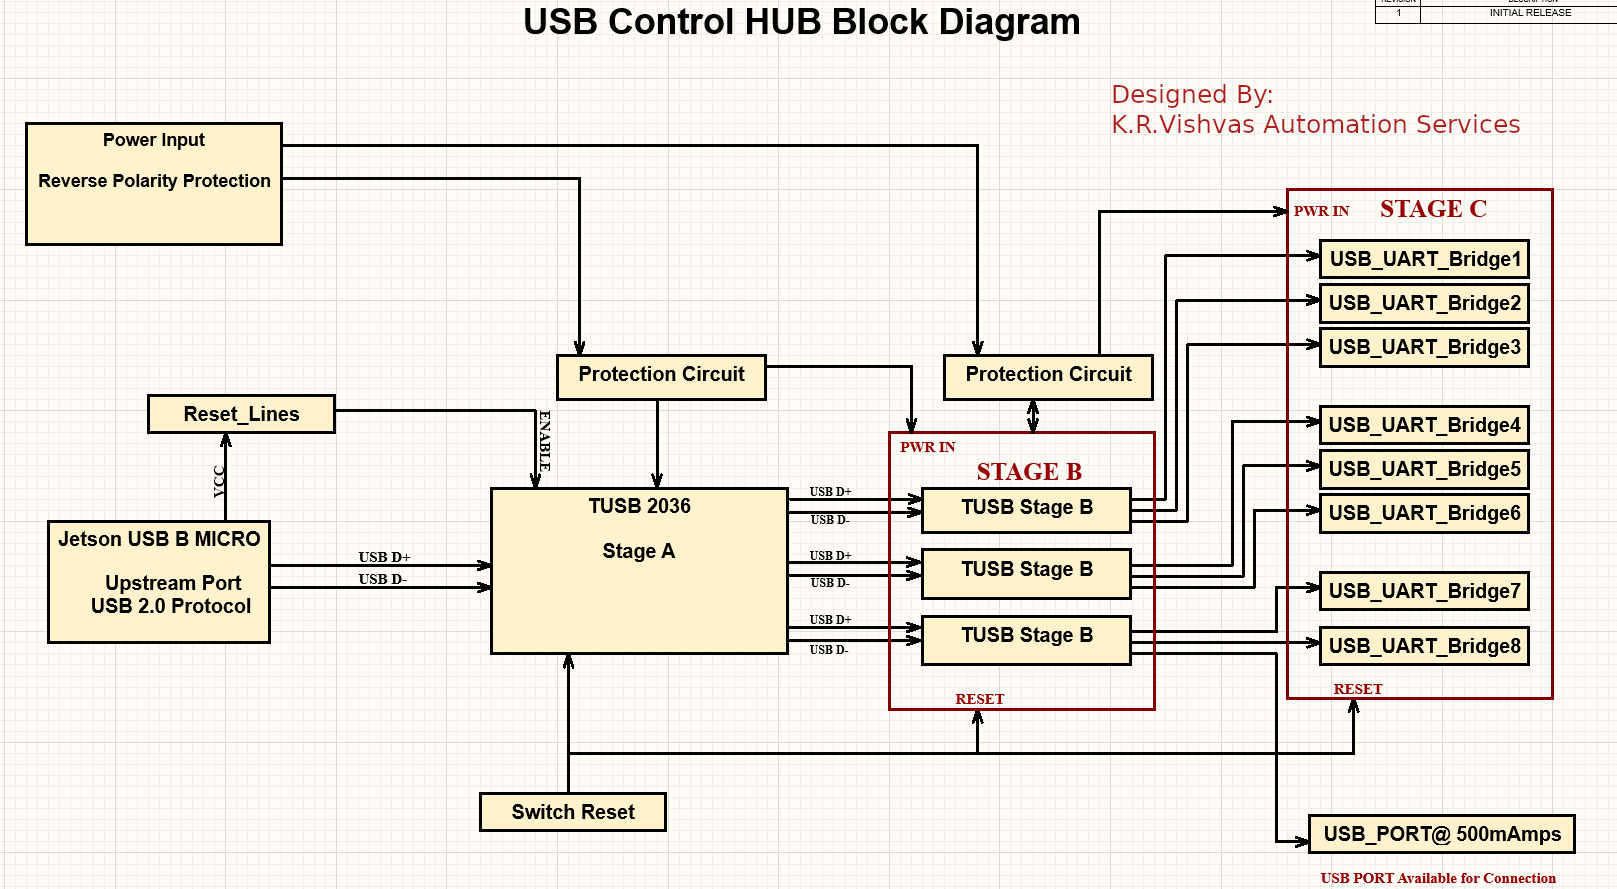 USB Control HUB Block Diagram
REVISION DESCRIPTION
1 INITIAL RELEASE
Designed By:
K.R.Vishvas Automation Services
Power Input
Reverse Polarity Protection
PWR IN STAGE C
USB_UART_Bridge1
USB_UART_Bridge2
USB_UART_Bridge3
Protection Circuit
Protection Circuit
Reset_Lines
ENABLE
VCC
PWR IN
STAGE B
USB_UART_Bridge4
USB_UART_Bridge5
USB_UART_Bridge6
USB_UART_Bridge7
USB_UART_Bridge8
RESET
Jetson USB B MICRO
Upstream Port
USB 2.0 Protocol
USB D+
USB D-
TUSB 2036
Stage A
USB D+
USB D-
TUSB Stage B
USB D+
USB D-
TUSB Stage B
USB D+
USB D-
TUSB Stage B
RESET
Switch Reset
USB_PORT@ 500mAmps
USB PORT Available for Connection